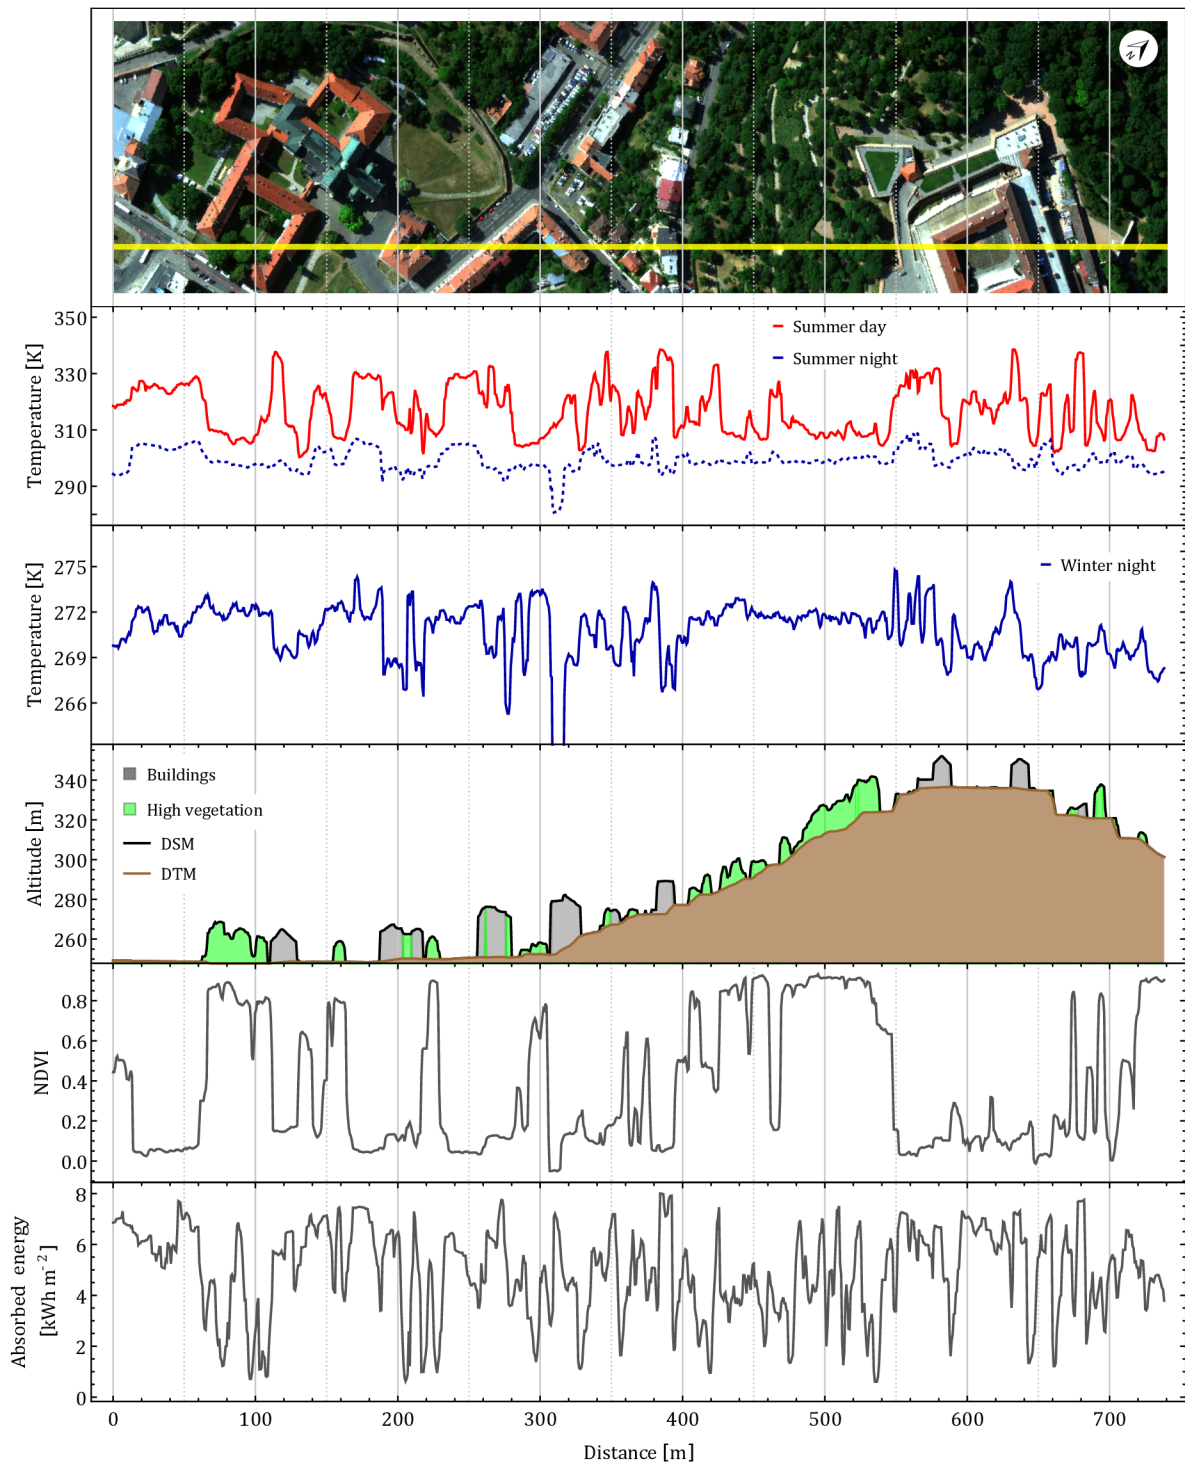 N
350
330
310
290
Temperature [K]
Summer day
Summer night
275
272
269
266
Temperature [K]
Winter night
340
320
300
280
260
Altitude [m]
Buildings
High vegetation
DSM
DTM
0.8
0.6
0.4
0.2
0.0
NDVI
8
6
4
2
0
Absorbed energy
[kWh m⁻²]
0 100 200 300 400 500 600 700
Distance [m]